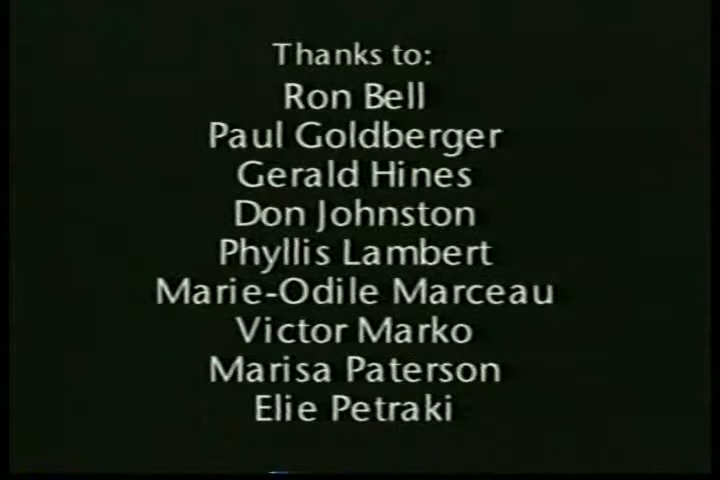 Thanks to:
Ron Bell
Paul Goldberger
Gerald Hines
Don Johnston
Phyllis Lambert
Marie-Odile Marceau
Victor Marko
Marisa Paterson
Elie Petraki